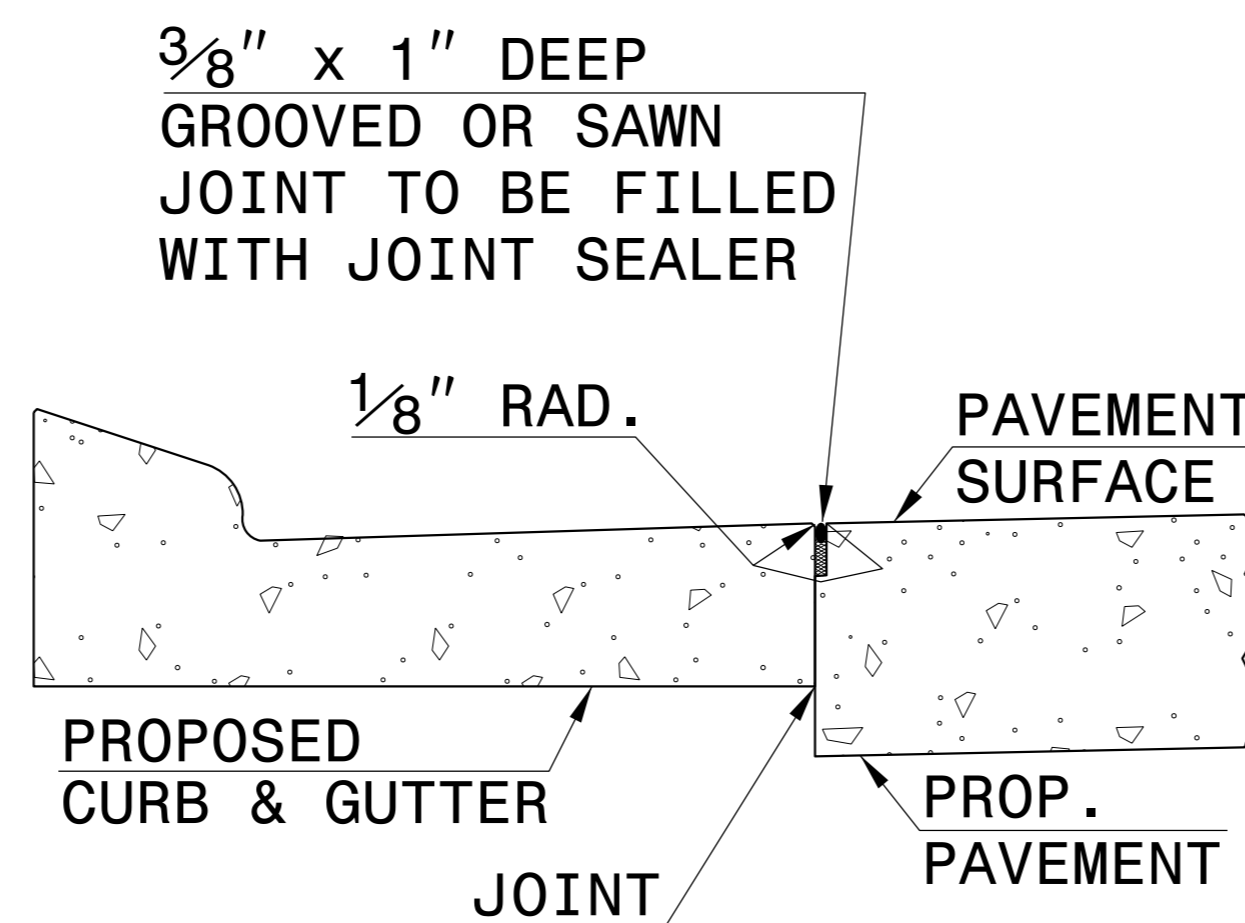 ⅜" x 1" DEEP
GROOVED OR SAWN
JOINT TO BE FILLED
WITH JOINT SEALER
⅛" RAD.
PAVEMENT
SURFACE
PROPOSED
CURB & GUTTER
PROP.
PAVEMENT
JOINT